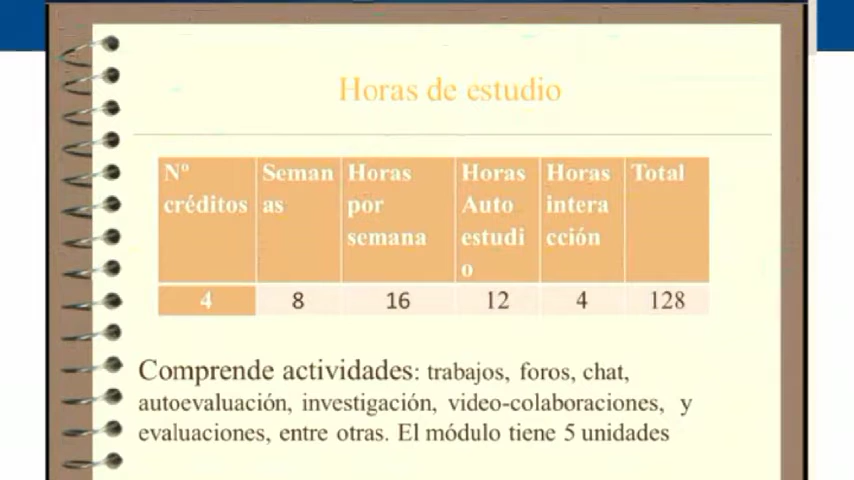 Horas de estudio
Nº créditos Seman as Horas por semana Horas Auto estudi o Horas intera cción Total
4 8 16 12 4 128
Comprende actividades: trabajos, foros, chat,
autoevaluación, investigación, video-colaboraciones, y
evaluaciones, entre otras. El módulo tiene 5 unidades